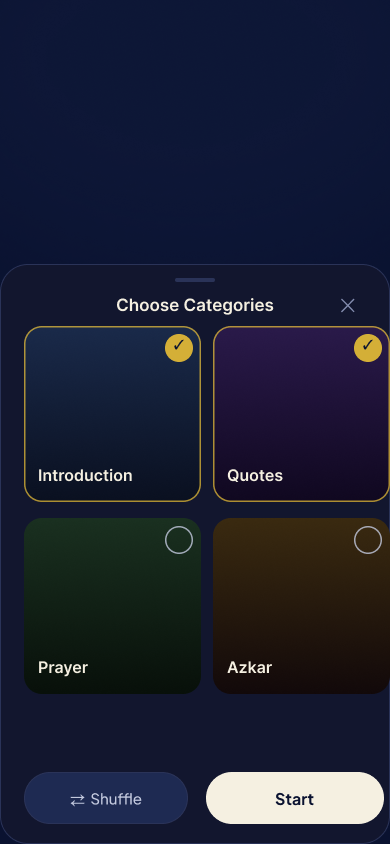 Choose Categories
Introduction
Quotes
Prayer
Azkar
Shuffle
Start